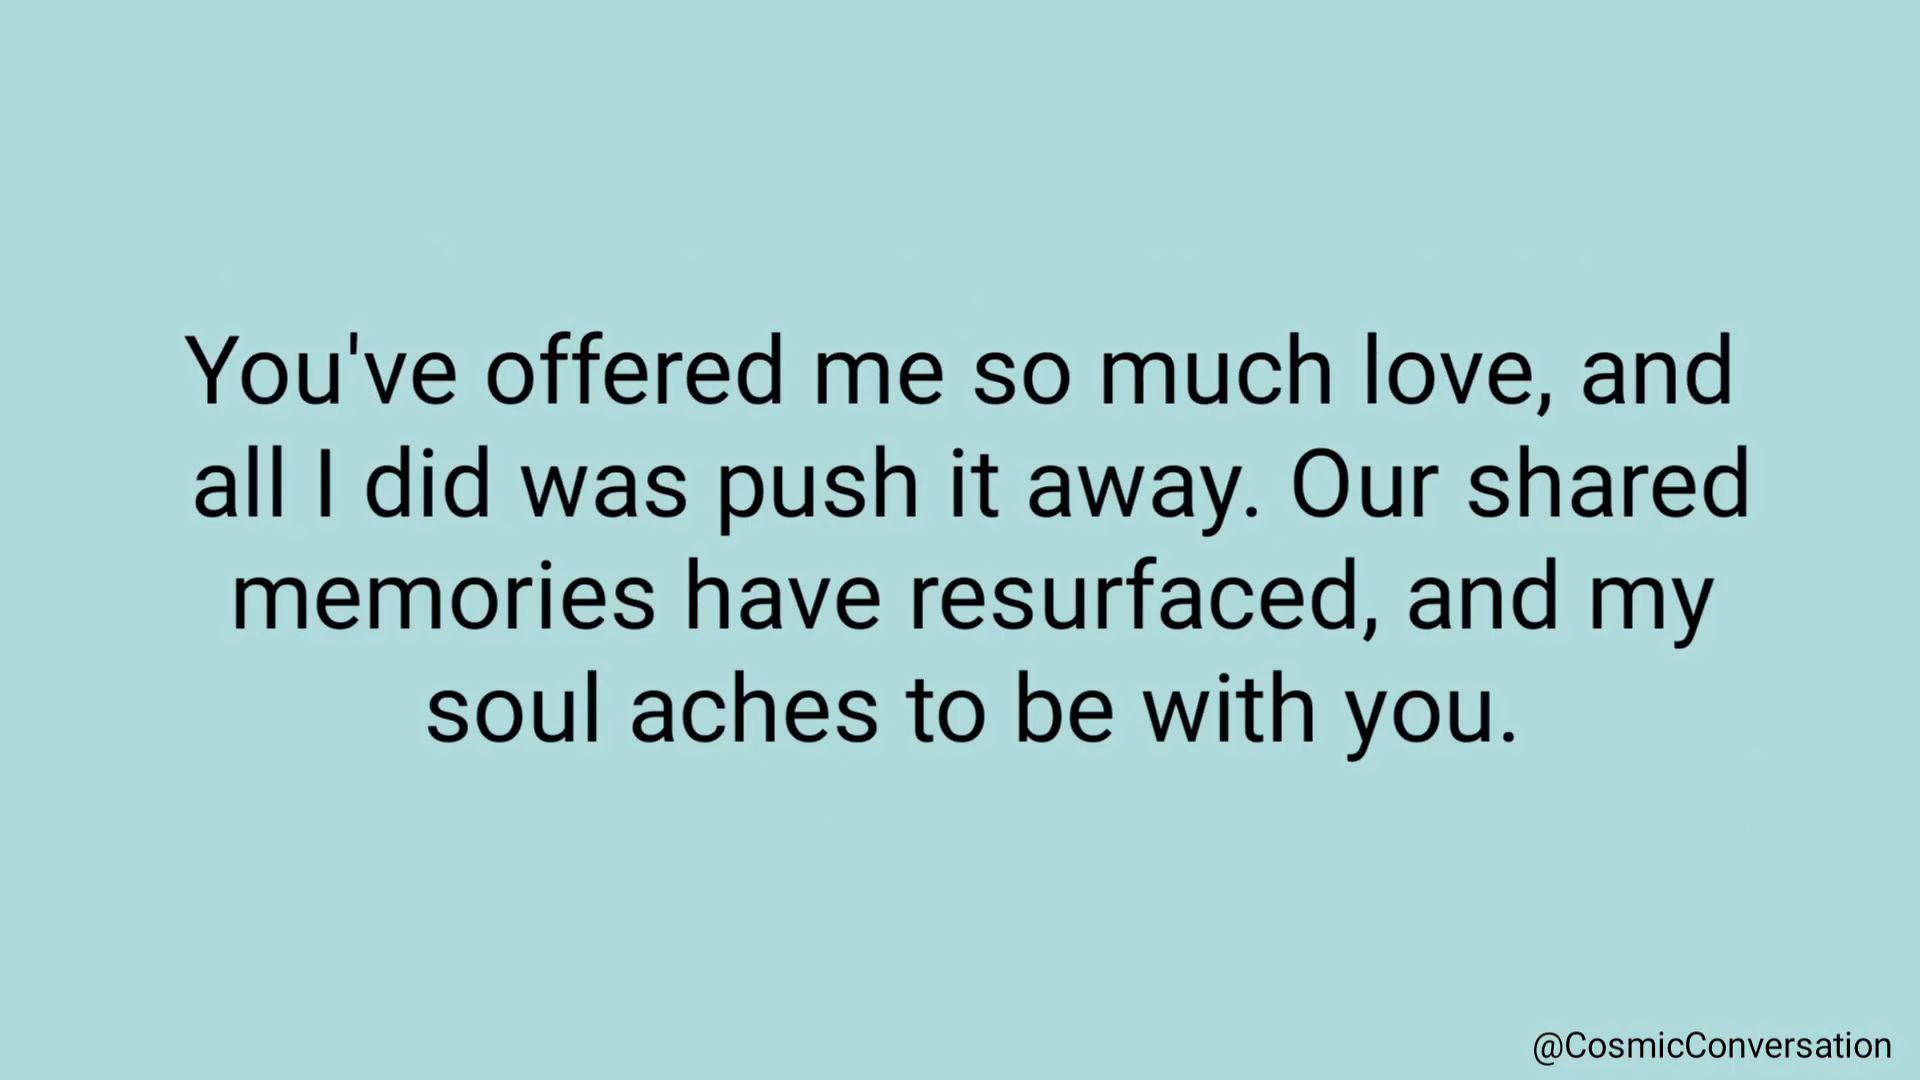 You've offered me so much love, and
all I did was push it away. Our shared
memories have resurfaced, and my
soul aches to be with you.
@CosmicConversation